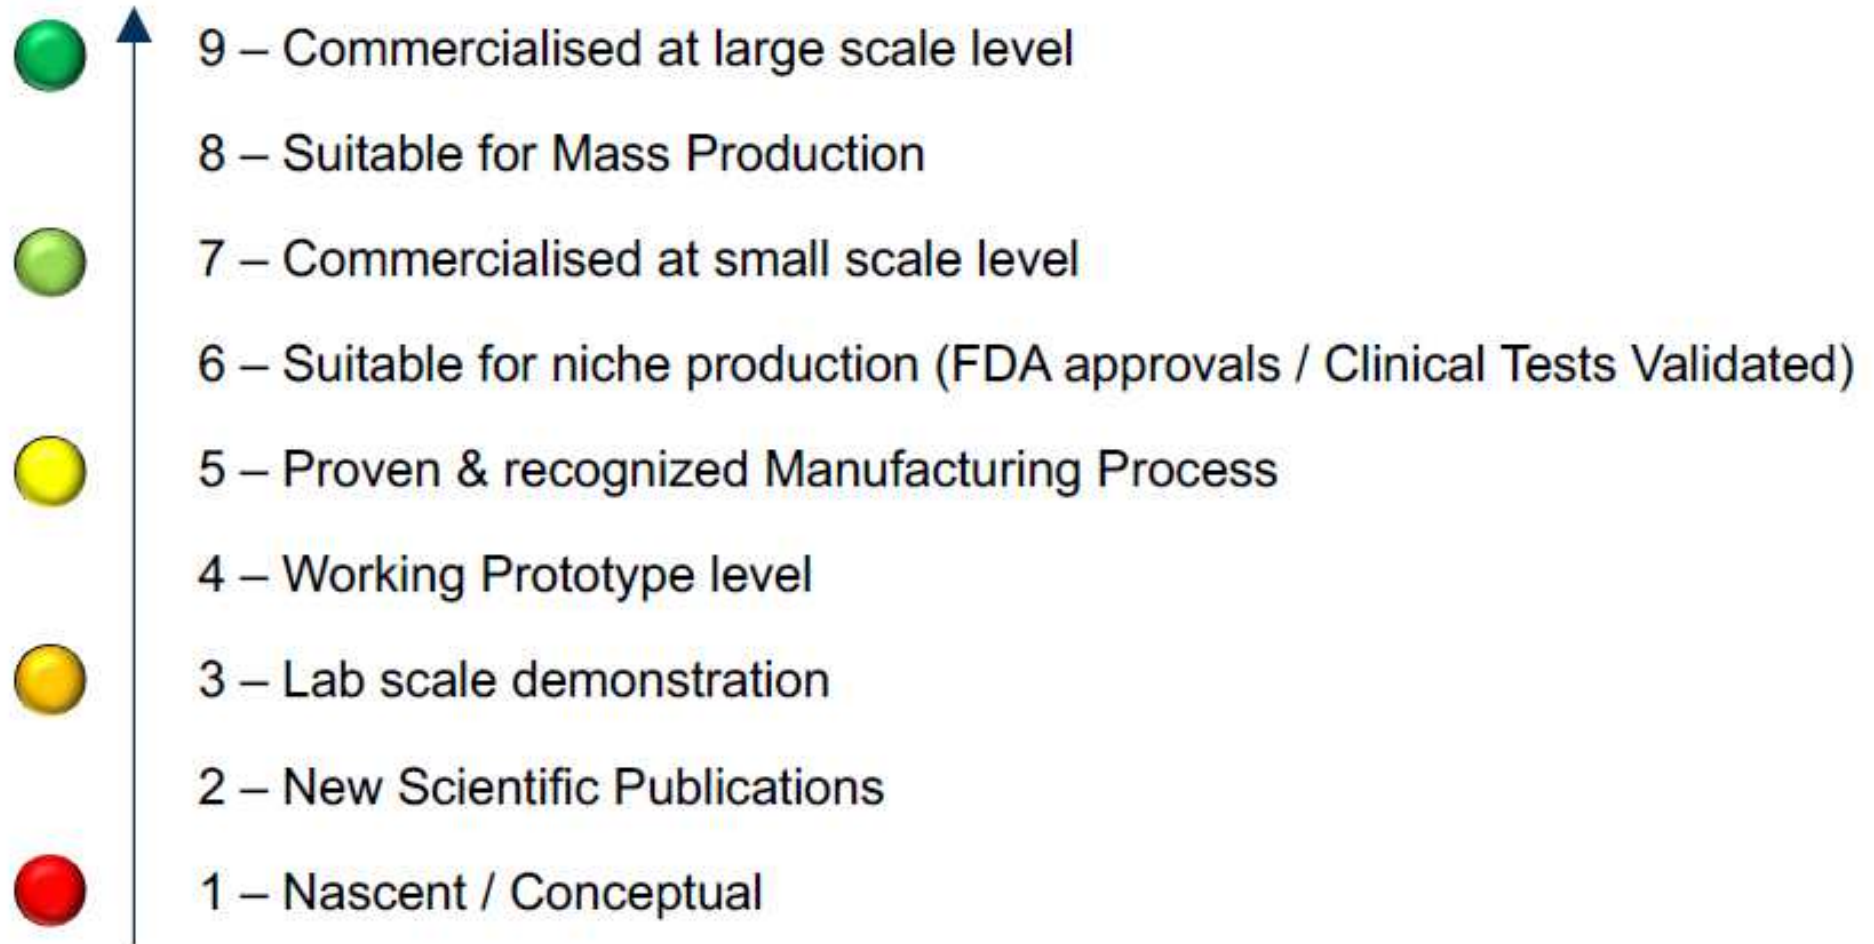 9 – Commercialised at large scale level
8 – Suitable for Mass Production
7 – Commercialised at small scale level
6 – Suitable for niche production (FDA approvals / Clinical Tests Validated)
5 – Proven & recognized Manufacturing Process
4 – Working Prototype level
3 – Lab scale demonstration
2 – New Scientific Publications
1 – Nascent / Conceptual